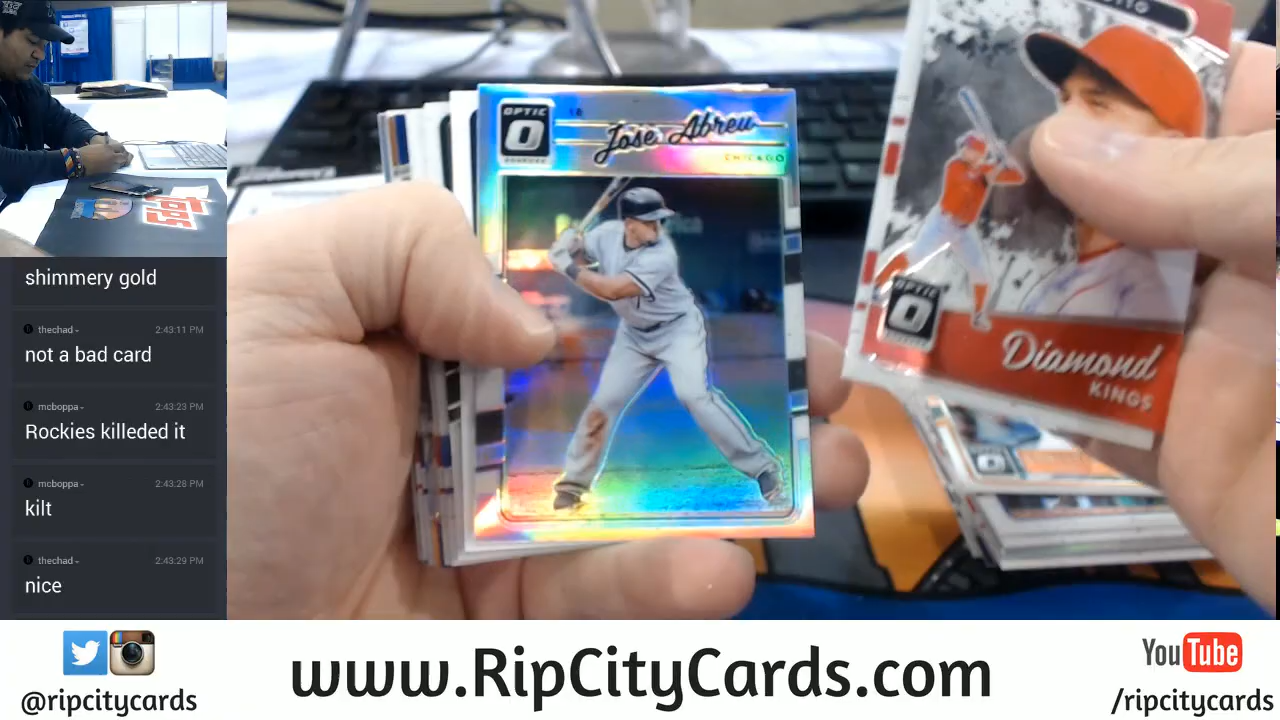 shimmery gold
thechad
2:43:11 PM
not a bad card
mcboppa
2:43:23 PM
Rockies killeded it
mcboppa
2:43:28 PM
kilt
thechad
2:43:29 PM
nice
OPTIC
Jose Abreu
CHICAGO
OPTIC
Diamond
KINGS
topps
@ripcitycards
www.RipCityCards.com
YouTube
/ripcitycards